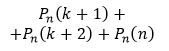 Pₙ(k + 1) +
+Pₙ(k + 2) + Pₙ(n)